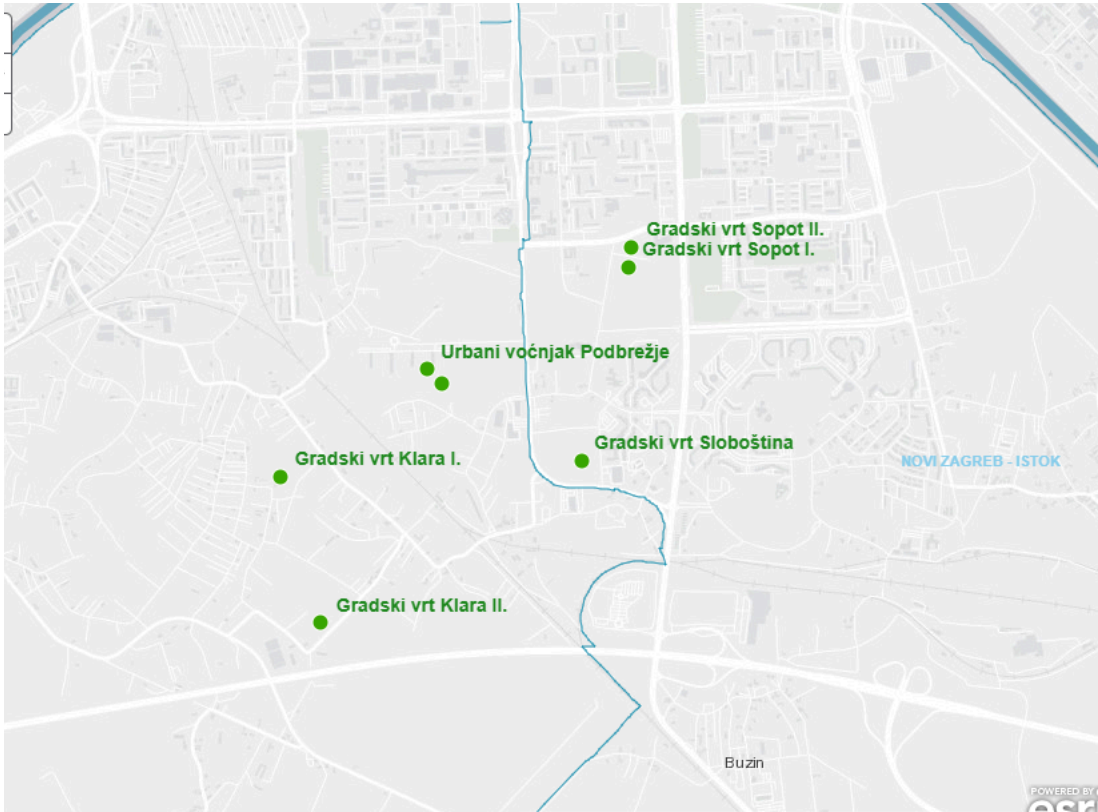 Gradski vrt Sopot II.
Gradski vrt Sopot I.
Urbani voćnjak Podbrežje
Gradski vrt Sloboština
Gradski vrt Klara I.
NOVI ZAGREB - ISTOK
Gradski vrt Klara II.
Buzin
POWERED BY
esri